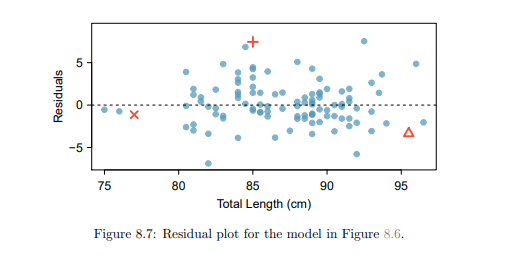 5
0
−5
Residuals
75 80 85 90 95
Total Length (cm)
Figure 8.7: Residual plot for the model in Figure 8.6.